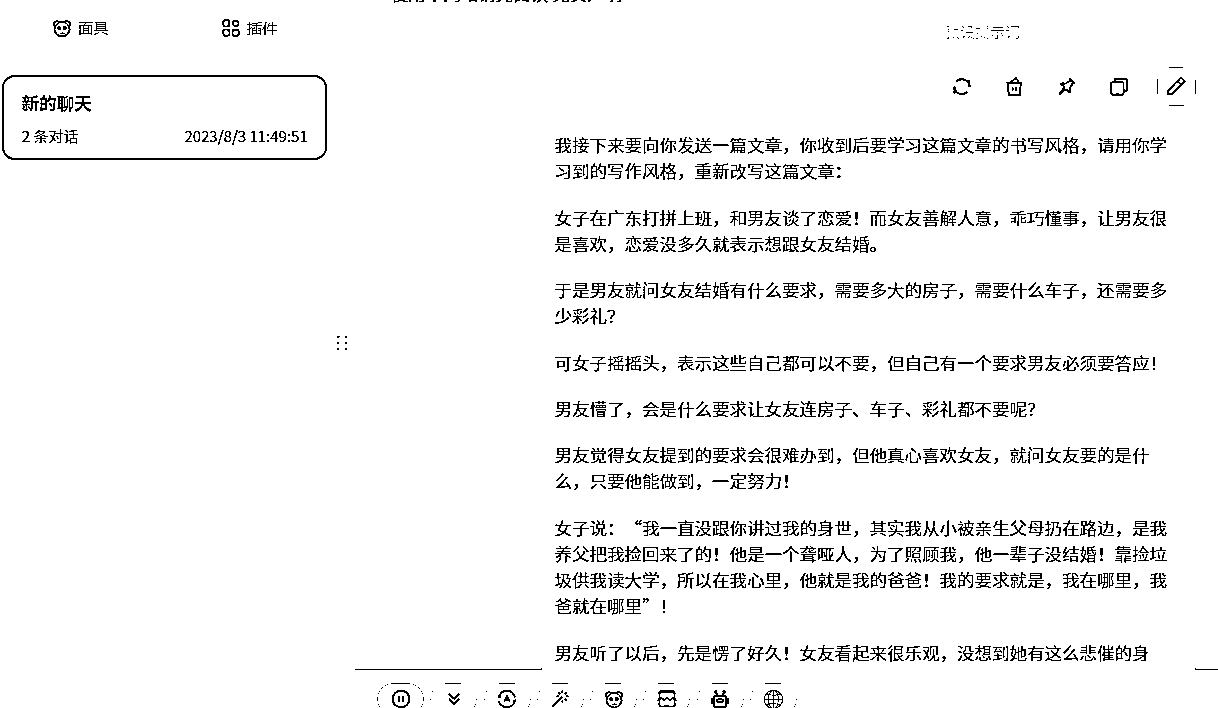 面具
插件
新的聊天
2 条对话
2023/8/3 11:49:51
我接下来要向你发送一篇文章，你收到后要学习这篇文章的书写风格，请用你学
习到的写作风格，重新改写这篇文章：
女子在广东打拼上班，和男友谈了恋爱！而女友善解人意，乖巧懂事，让男友很
是喜欢，恋爱没多久就表示想跟女友结婚。
于是男友就问女友结婚有什么要求，需要多大的房子，需要什么车子，还需要多
少彩礼？
可女子摇摇头，表示这些自己都可以不要，但自己有一个要求男友必须要答应！
男友懵了，会是什么要求让女友连房子、车子、彩礼都不要呢？
男友觉得女友提到的要求会很难办到，但他真心喜欢女友，就问女友要的是什
么，只要他能做到，一定努力！
女子说：“我一直没跟你讲过我的身世，其实我从小被亲生父母扔在路边，是我
养父把我捡回来了的！他是一个聋哑人，为了照顾我，他一辈子没结婚！靠捡垃
圾供我读大学，所以在我心里，他就是我的爸爸！我的要求就是，我在哪里，我
爸就在哪里”！
男友听了以后，先是愣了好久！女友看起来很乐观，没想到她有这么悲催的身